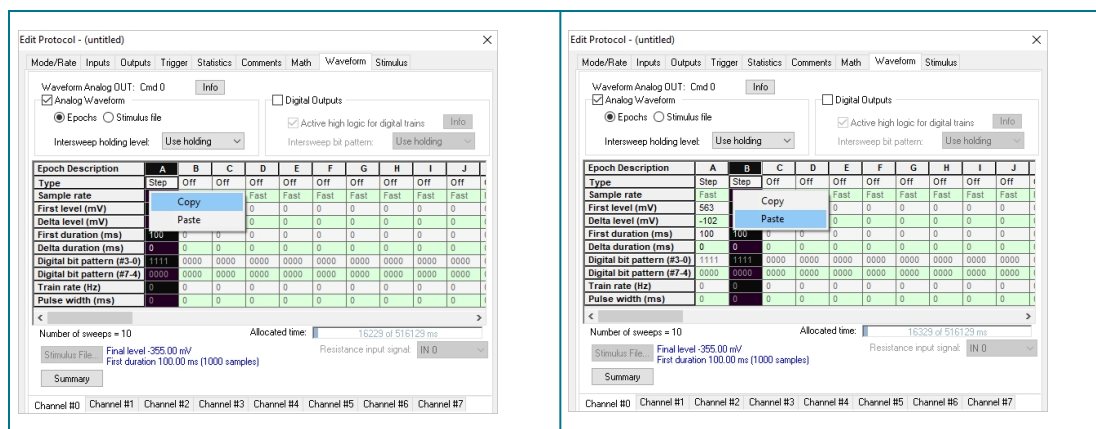 Edit Protocol - (untitled)
Mode/Rate Inputs Outputs Trigger Statistics Comments Math Waveform Stimulus
Waveform Analog OUT: Cmd 0 Info
Analog Waveform
Digital Outputs
Epochs Stimulus file
Active high logic for digital trains Info
Intersweep holding level: Use holding
Intersweep bit pattern: Use holding
Epoch Description A B C D E F G H I J
Type Step Off Off Off Off Off Off Off Off Off
Sample rate Fast Fast Fast Fast Fast Fast Fast
Copy
First level (mV) 0 0 0 0 0 0 0
Paste
Delta level (mV) 0 0 0 0 0 0 0
First duration (ms) 100 0 0 0 0 0 0 0 0 0
Delta duration (ms) 0 0 0 0 0 0 0 0 0 0
Digital bit pattern (#3-0) 1111 0000 0000 0000 0000 0000 0000 0000 0000 0000
Digital bit pattern (#7-4) 0000 0000 0000 0000 0000 0000 0000 0000 0000 0000
Train rate (Hz) 0 0 0 0 0 0 0 0 0 0
Pulse width (ms) 0 0 0 0 0 0 0 0 0 0
Number of sweeps = 10 Allocated time: 16229 of 516129 ms
Stimulus File... Final level -355.00 mV
First duration 100.00 ms (1000 samples)
Resistance input signal: IN 0
Summary
Channel #0 Channel #1 Channel #2 Channel #3 Channel #4 Channel #5 Channel #6 Channel #7
Edit Protocol - (untitled)
Mode/Rate Inputs Outputs Trigger Statistics Comments Math Waveform Stimulus
Waveform Analog OUT: Cmd 0 Info
Analog Waveform
Digital Outputs
Epochs Stimulus file
Active high logic for digital trains Info
Intersweep holding level: Use holding
Intersweep bit pattern: Use holding
Epoch Description A B C D E F G H I J
Type Step Step Off Off Off Off Off Off Off Off
Sample rate Fast Fast Fast Fast Fast Fast Fast
Copy
First level (mV) 563 0 0 0 0 0 0
Paste
Delta level (mV) -102 0 0 0 0 0 0
First duration (ms) 100 100 0 0 0 0 0 0 0 0
Delta duration (ms) 0 0 0 0 0 0 0 0 0 0
Digital bit pattern (#3-0) 1111 1111 0000 0000 0000 0000 0000 0000 0000 0000
Digital bit pattern (#7-4) 0000 0000 0000 0000 0000 0000 0000 0000 0000 0000
Train rate (Hz) 0 0 0 0 0 0 0 0 0 0
Pulse width (ms) 0 0 0 0 0 0 0 0 0 0
Number of sweeps = 10 Allocated time: 16329 of 516129 ms
Stimulus File... Final level -355.00 mV
First duration 100.00 ms (1000 samples)
Resistance input signal: IN 0
Summary
Channel #0 Channel #1 Channel #2 Channel #3 Channel #4 Channel #5 Channel #6 Channel #7